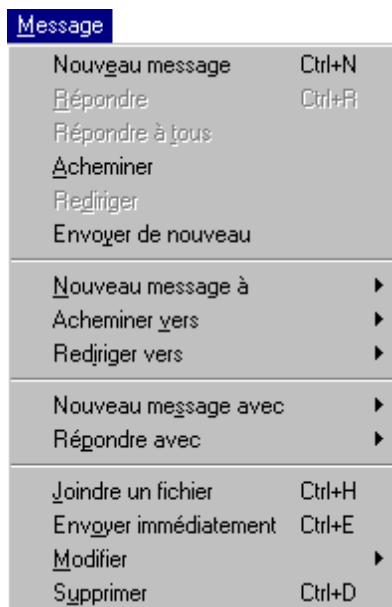 Message
Nouveau message Ctrl+N
Répondre Ctrl+R
Répondre à tous
Acheminer
Rediriger
Envoyer de nouveau
Nouveau message à
Acheminer vers
Rediriger vers
Nouveau message avec
Répondre avec
Joindre un fichier Ctrl+H
Envoyer immédiatement Ctrl+E
Modifier
Supprimer Ctrl+D